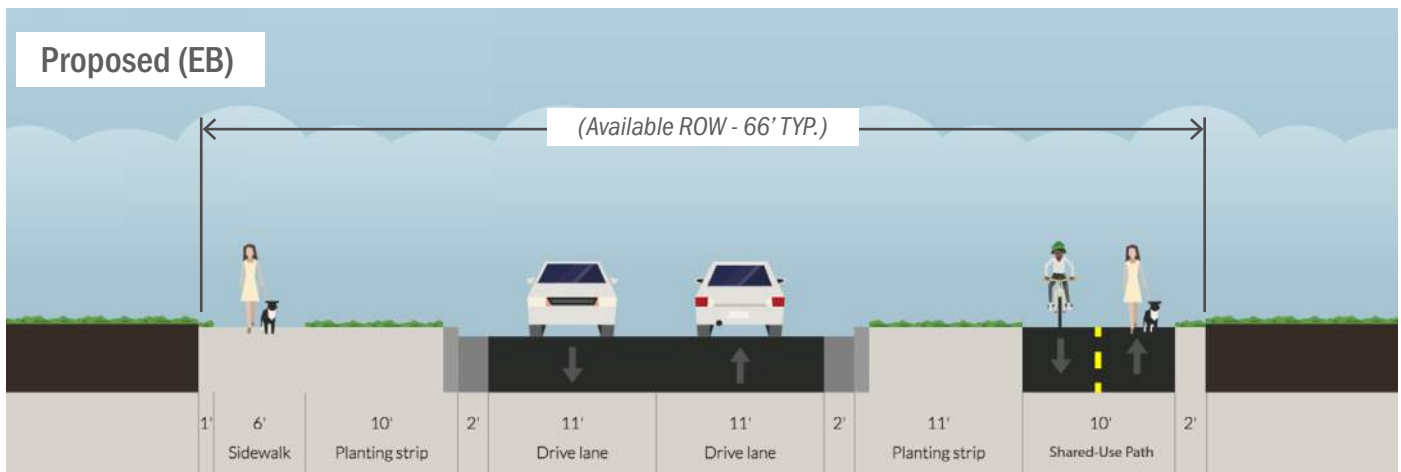 Proposed (EB)
(Available ROW - 66' TYP.)
1'
6'
Sidewalk
10'
Planting strip
2'
11'
Drive lane
11'
Drive lane
2'
11'
Planting strip
10'
Shared-Use Path
2'